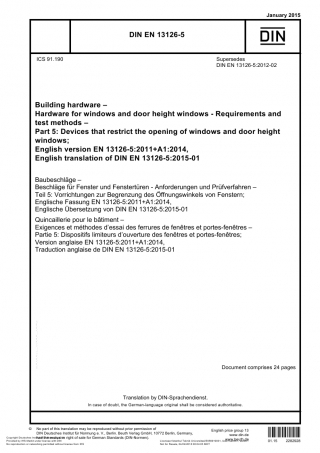 January 2015
DIN EN 13126-5
DIN
ICS 91.190
Supersedes
DIN EN 13126-5:2012-02
Building hardware –
Hardware for windows and door height windows - Requirements and
test methods –
Part 5: Devices that restrict the opening of windows and door height
windows;
English version EN 13126-5:2011+A1:2014,
English translation of DIN EN 13126-5:2015-01
Baubeschläge –
Beschläge für Fenster und Fenstertüren - Anforderungen und Prüfverfahren –
Teil 5: Vorrichtungen zur Begrenzung des Öffnungswinkels von Fenstern;
Englische Fassung EN 13126-5:2011+A1:2014,
Englische Übersetzung von DIN EN 13126-5:2015-01
Quincaillerie pour le bâtiment –
Exigences et méthodes d'essai des ferrures de fenêtres et portes-fenêtres –
Partie 5: Dispositifs limiteurs d'ouverture des fenêtres et portes-fenêtres;
Version anglaise EN 13126-5:2011+A1:2014,
Traduction anglaise de DIN EN 13126-5:2015-01
Document comprises 24 pages
Translation by DIN-Sprachendienst.
In case of doubt, the German-language original shall be considered authoritative.
No part of this translation may be reproduced without prior permission of
DIN Deutsches Institut für Normung e. V., Berlin. Beuth Verlag GmbH, 10772 Berlin, Germany,
has the exclusive right of sale for German Standards (DIN-Normen).
English price group 13
www.din.de
www.beuth.de